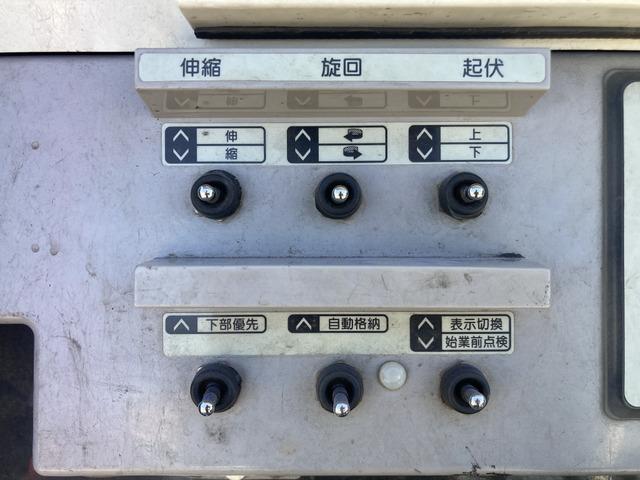 伸縮 旋回 起伏
伸 上
縮 下
下部優先 自動格納 表示切換
始業前点検